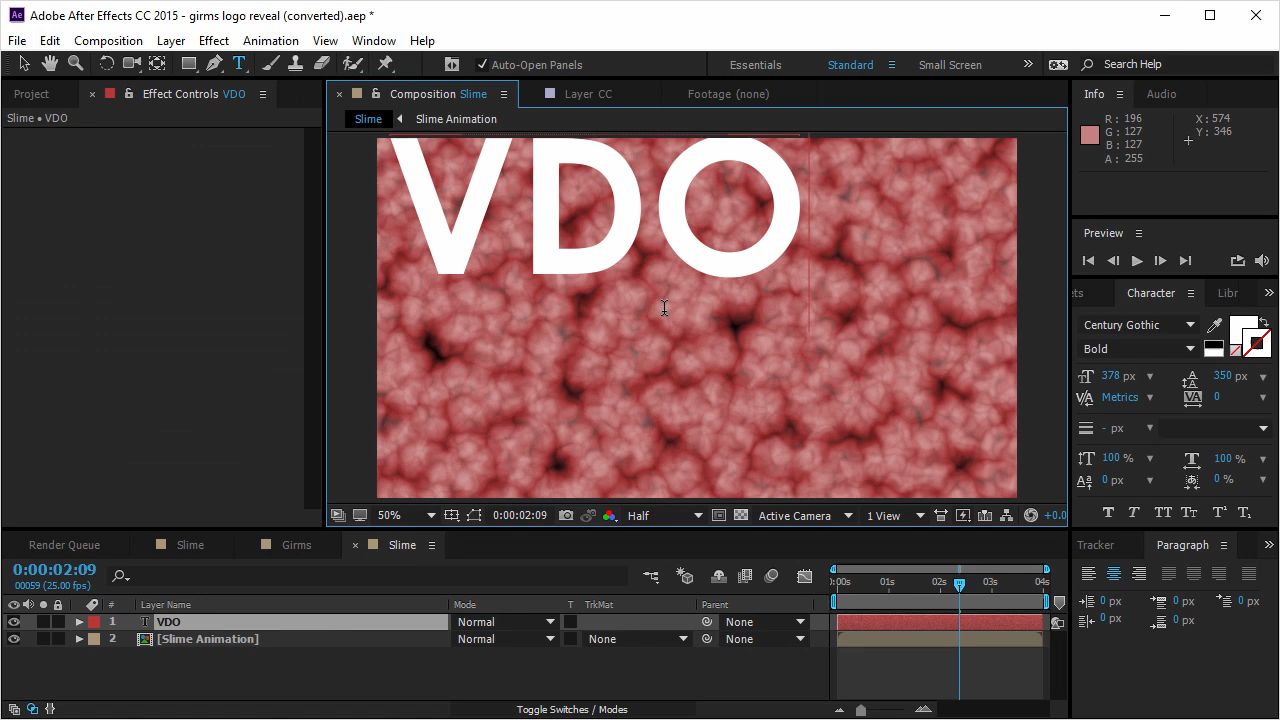 Adobe After Effects CC 2015 - girms logo reveal (converted).aep *
File Edit Composition Layer Effect Animation View Window Help
Auto-Open Panels Essentials Standard Small Screen » Search Help
Project × Effect Controls VDO × Composition Slime Layer CC Footage (none) Info Audio
Slime • VDO
Slime Slime Animation
R : 196
G : 127
B : 127
A : 255
X : 574
Y : 346
VDO
Preview
ts Character Libr
Century Gothic
Bold
378 px 350 px
Metrics 0
- px
100 % 100 %
0 px 0 %
T T TT Tt T¹ T₁
50% 0:00:02:09 Half Active Camera 1 View +0.0
Render Queue Slime Girms × Slime Tracker Paragraph »
0:00:02:09
00059 (25.00 fps)
):00s 01s 02s 03s 04s
# Layer Name Mode T TrkMat Parent
1 T VDO Normal None
2 [Slime Animation] Normal None None
0 px 0 px 0 px
0 px 0 px
Toggle Switches / Modes